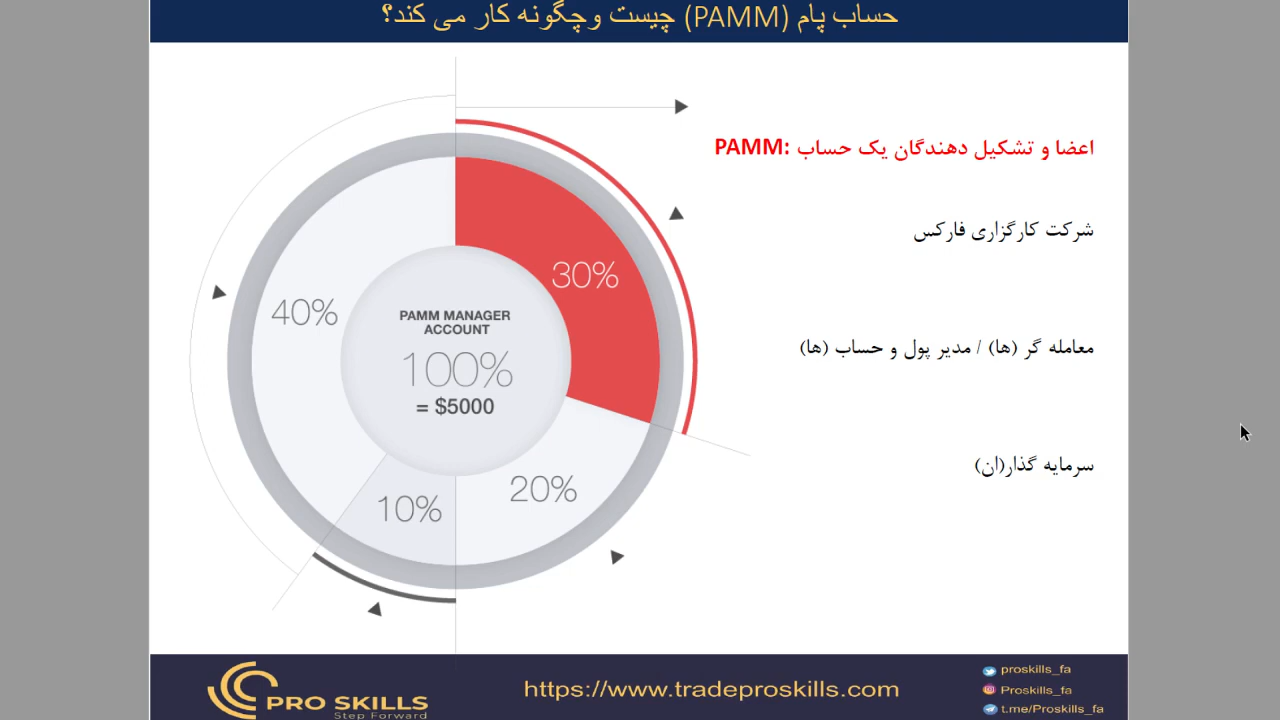 حساب پام (PAMM) چیست وچگونه کار می کند؟
اعضا و تشکیل دهندگان یک حساب PAMM:
شرکت کارگزاری فارکس
معامله گر (ها) / مدیر پول و حساب (ها)
سرمایه گذار(ان)
30%
40%
PAMM MANAGER
ACCOUNT
100%
= $5000
20%
10%
PRO SKILLS
Step Forward
https://www.tradeproskills.com
proskills_fa
Proskills_fa
t.me/Proskills_fa